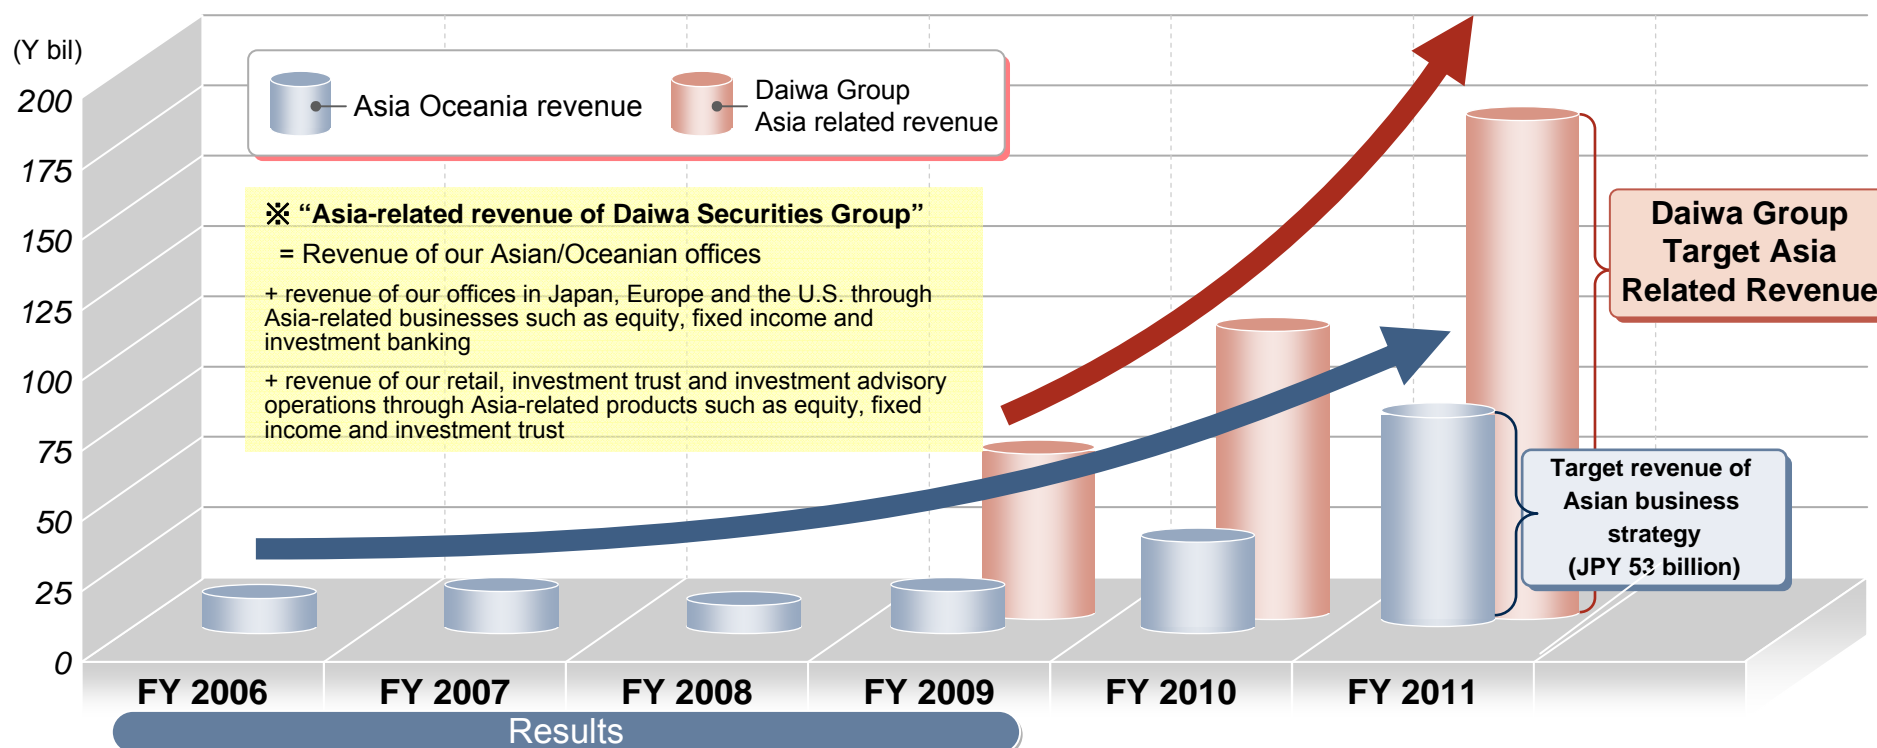 (Y bil)
200
175
150
125
100
75
50
25
0
Asia Oceania revenue
Daiwa Group
Asia related revenue
※ “Asia-related revenue of Daiwa Securities Group”
= Revenue of our Asian/Oceanian offices
+ revenue of our offices in Japan, Europe and the U.S. through
Asia-related businesses such as equity, fixed income and
investment banking
+ revenue of our retail, investment trust and investment advisory
operations through Asia-related products such as equity, fixed
income and investment trust
Daiwa Group
Target Asia
Related Revenue
Target revenue of
Asian business
strategy
(JPY 53 billion)
FY 2006
FY 2007
FY 2008
FY 2009
FY 2010
FY 2011
Results